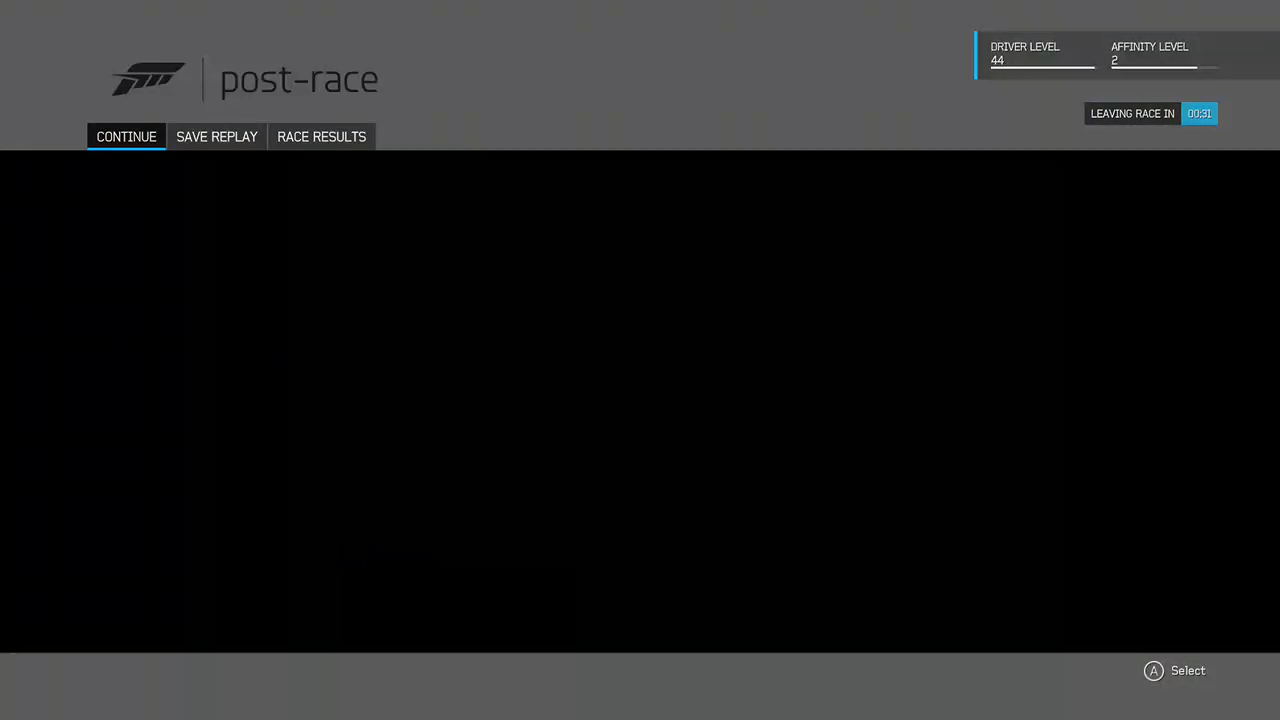 post-race
DRIVER LEVEL
44
AFFINITY LEVEL
2
LEAVING RACE IN 00:31
CONTINUE SAVE REPLAY RACE RESULTS
A Select